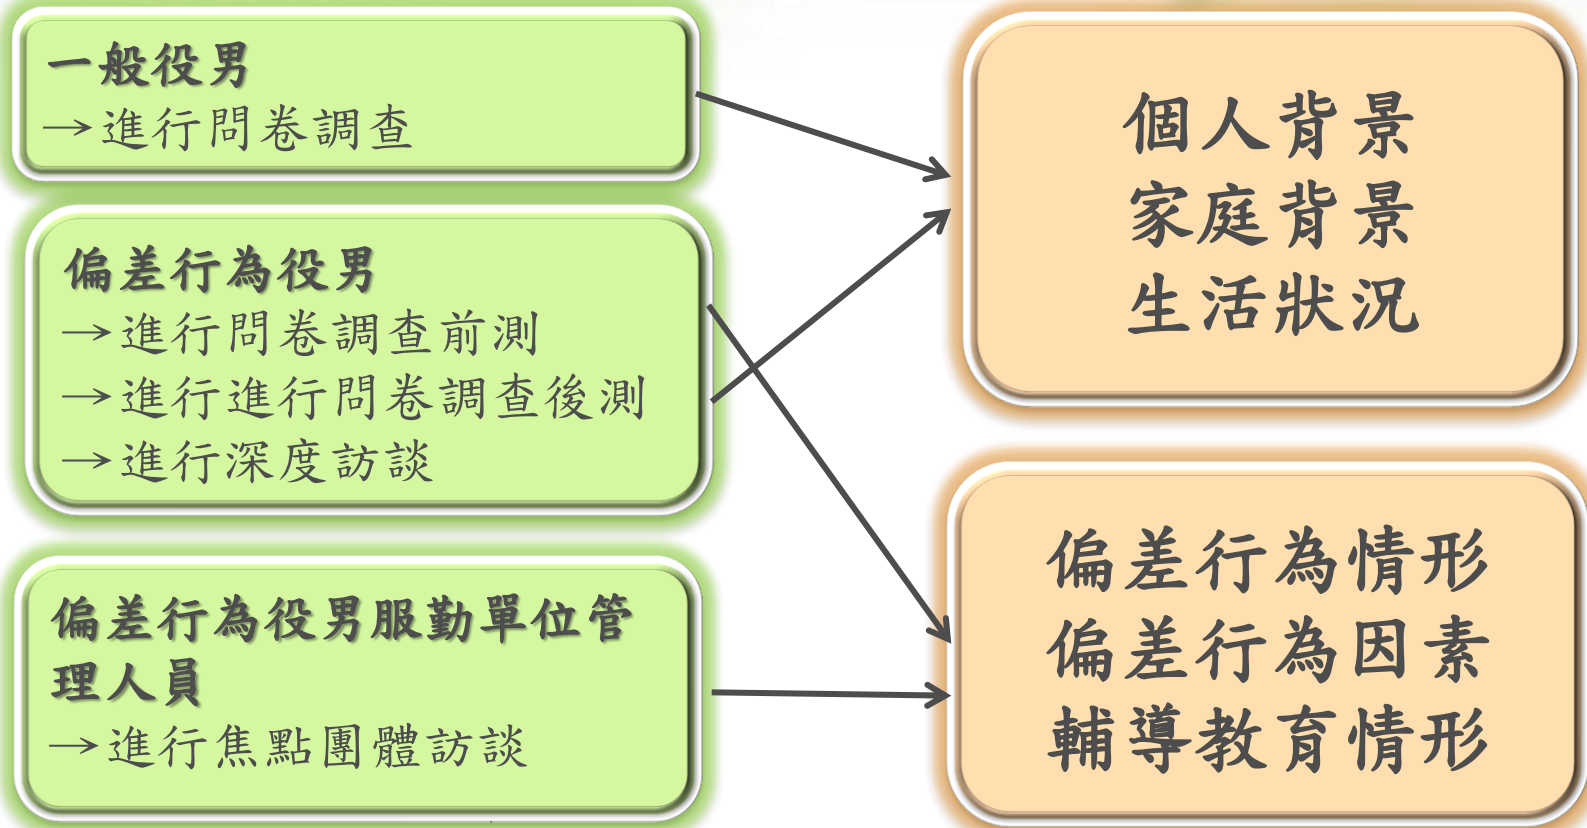 一般役男
→進行問卷調查
偏差行為役男
→進行問卷調查前測
→進行進行問卷調查後測
→進行深度訪談
偏差行為役男服勤單位管
理人員
→進行焦點團體訪談
個人背景
家庭背景
生活狀況
偏差行為情形
偏差行為因素
輔導教育情形